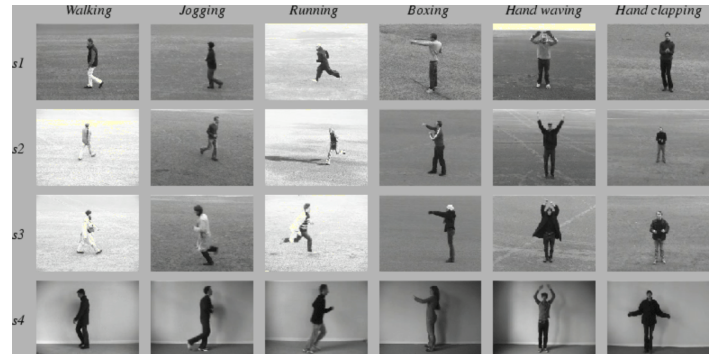 Walking Jogging Running Boxing Hand waving Hand clapping
s1
s2
s3
s4